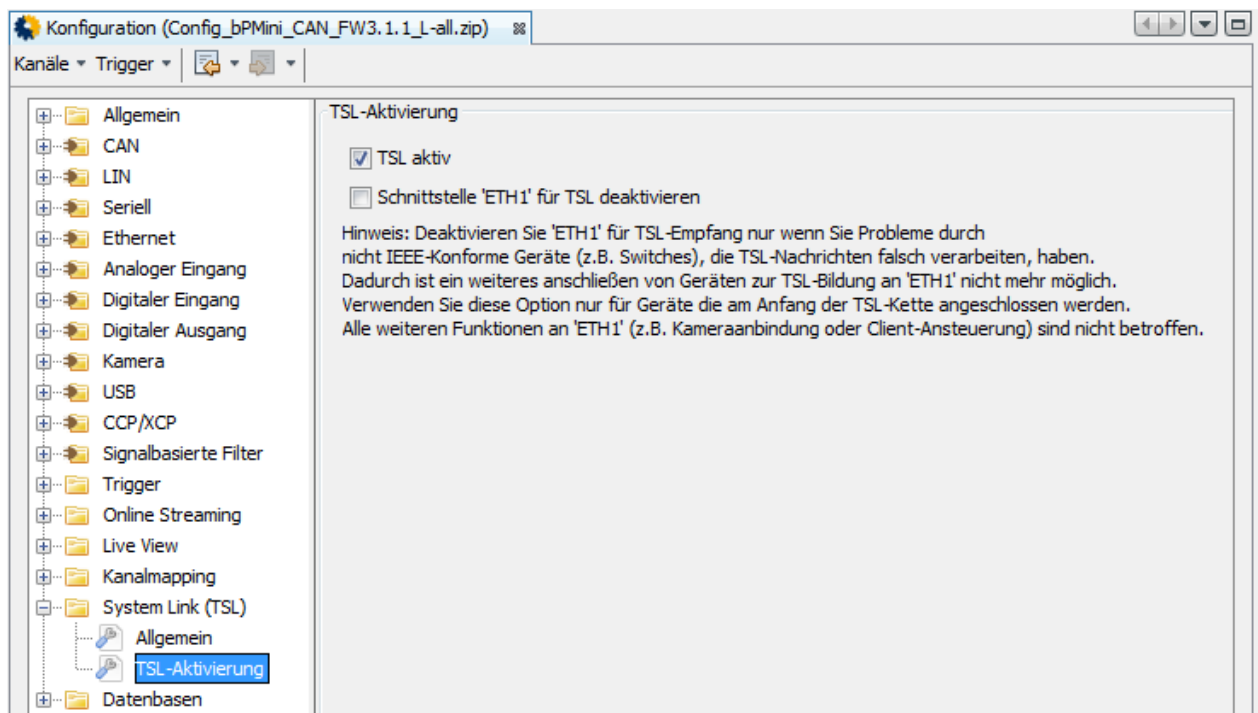 Konfiguration (Config_bPMini_CAN_FW3.1.1_L-all.zip)
Kanäle Trigger
Allgemein
CAN
LIN
Seriell
Ethernet
Analoger Eingang
Digitaler Eingang
Digitaler Ausgang
Kamera
USB
CCP/XCP
Signalbasierte Filter
Trigger
Online Streaming
Live View
Kanalmapping
System Link (TSL)
Allgemein
TSL-Aktivierung
Datenbasen
TSL-Aktivierung
TSL aktiv
Schnittstelle 'ETH1' für TSL deaktivieren
Hinweis: Deaktivieren Sie 'ETH1' für TSL-Empfang nur wenn Sie Probleme durch
nicht IEEE-Konforme Geräte (z.B. Switches), die TSL-Nachrichten falsch verarbeiten, haben.
Dadurch ist ein weiteres anschließen von Geräten zur TSL-Bildung an 'ETH1' nicht mehr möglich.
Verwenden Sie diese Option nur für Geräte die am Anfang der TSL-Kette angeschlossen werden.
Alle weiteren Funktionen an 'ETH1' (z.B. Kameraanbindung oder Client-Ansteuerung) sind nicht betroffen.